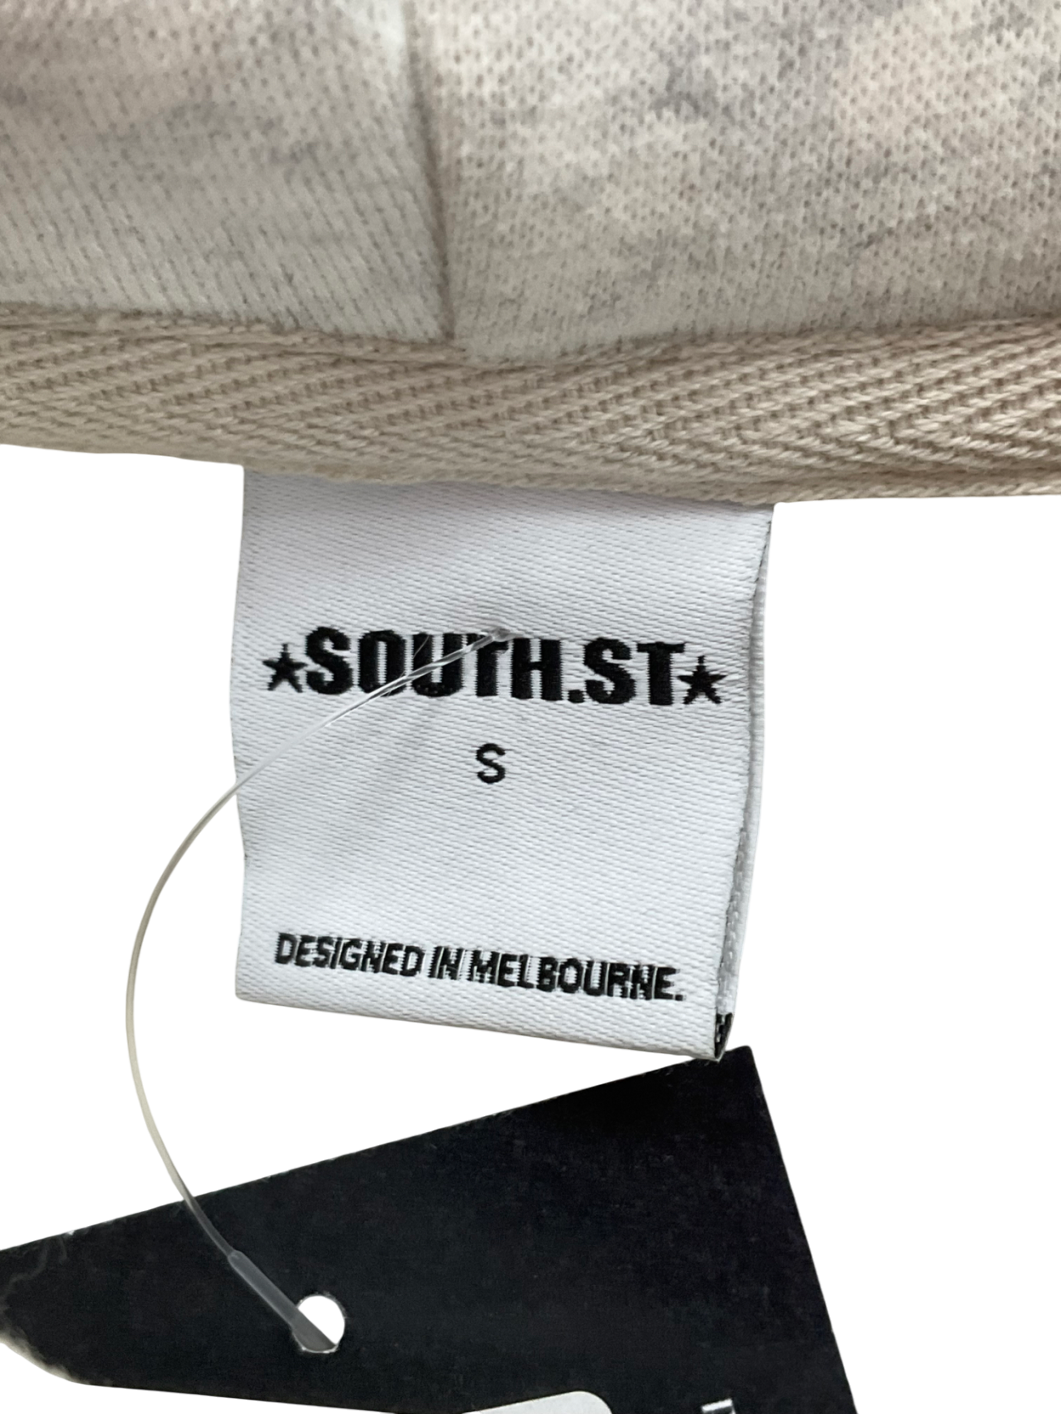 ★SOUTH.ST★
S
DESIGNED IN MELBOURNE.